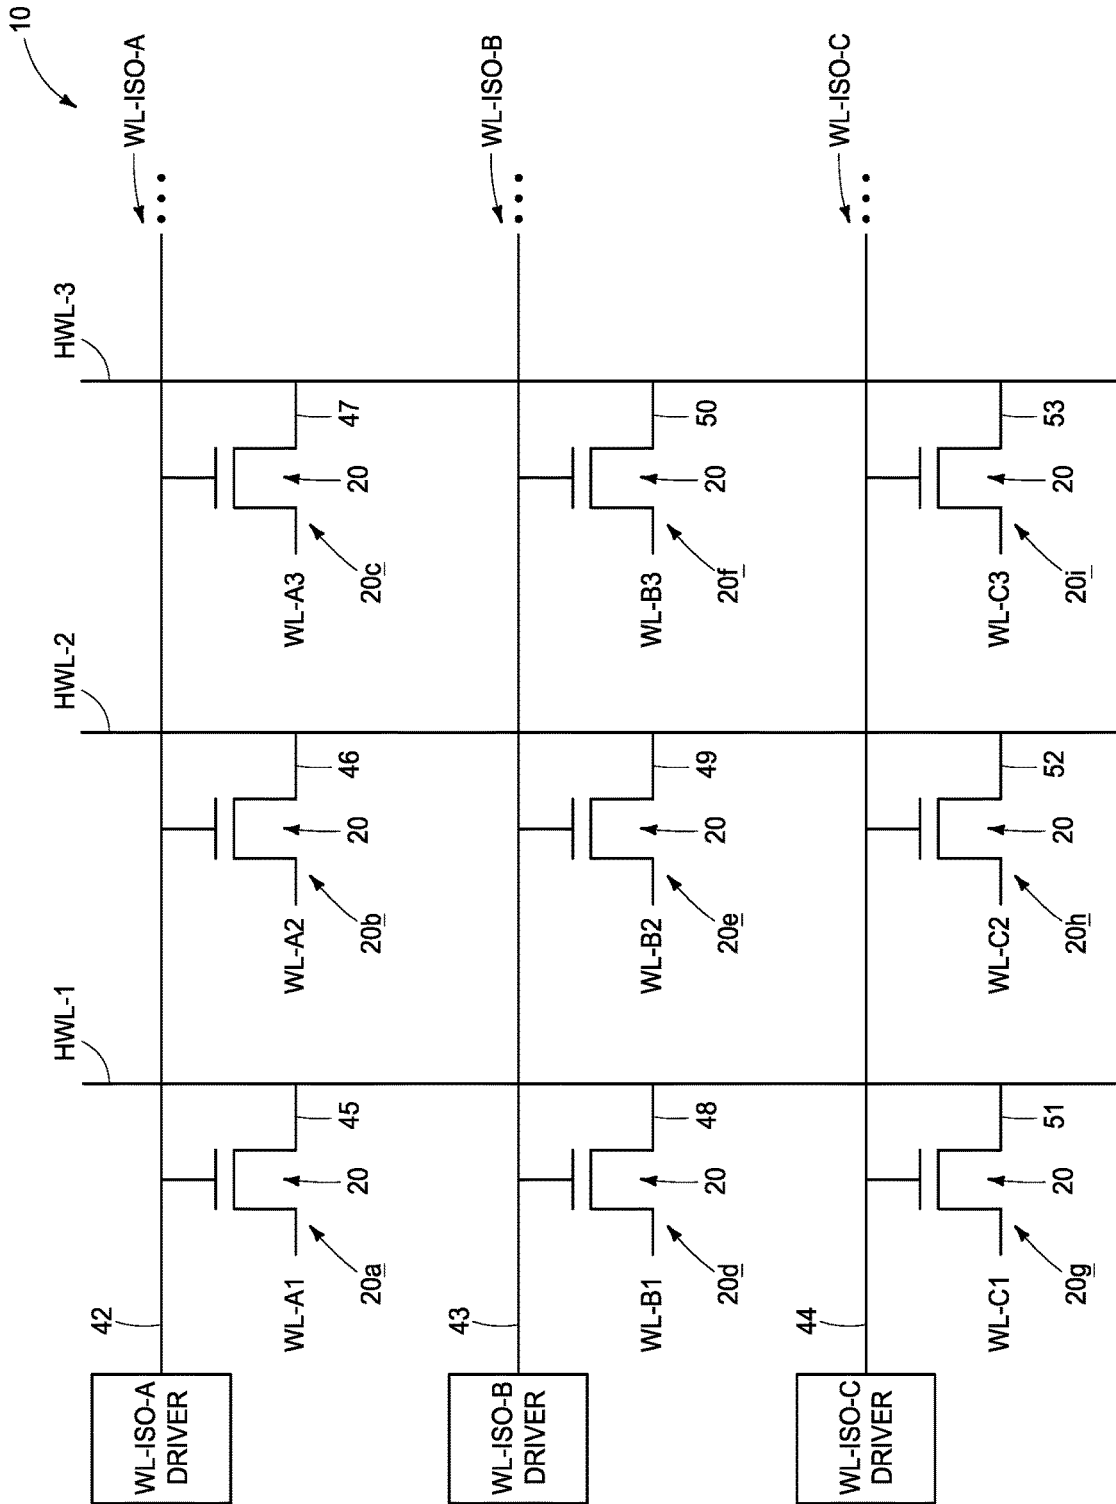 10
HWL-1
HWL-2
HWL-3
42
WL-ISO-A
WL-ISO-A
DRIVER
WL-A1
20
45
20a
WL-A2
20
46
20b
WL-A3
20
47
20c
43
WL-ISO-B
WL-ISO-B
DRIVER
WL-B1
20
48
20d
WL-B2
20
49
20e
WL-B3
20
50
20f
44
WL-ISO-C
WL-ISO-C
DRIVER
WL-C1
20
51
20g
WL-C2
20
52
20h
WL-C3
20
53
20i